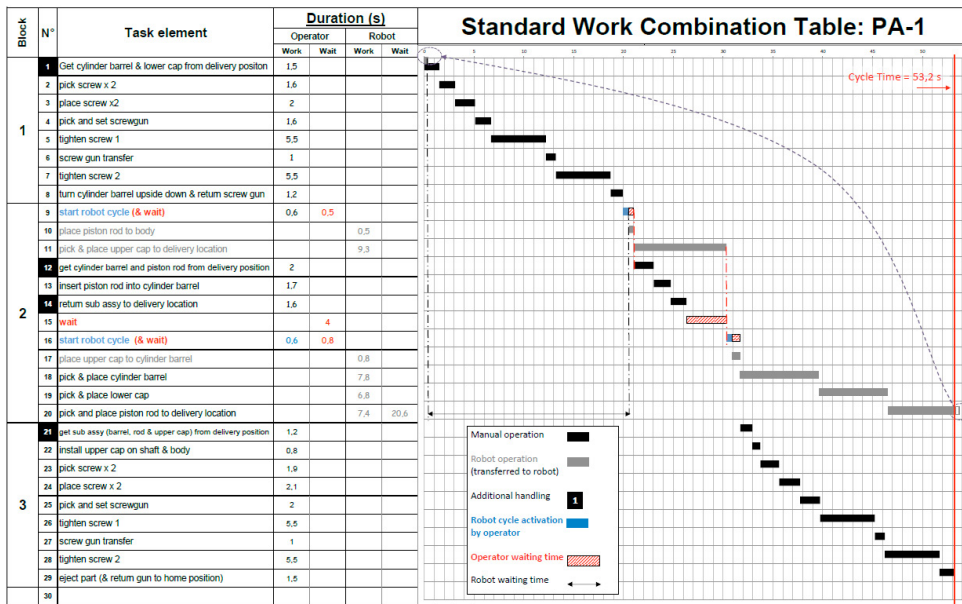 Standard Work Combination Table: PA-1
Block N° Task element Duration (s)
Operator Robot
Work Wait Work Wait
0 5 10 15 20 25 30 35 40 45 50
Cycle Time = 53,2 s
1
1 Get cylinder barrel & lower cap from delivery positon 1,5
2 pick screw x 2 1,6
3 place screw x2 2
4 pick and set screwgun 1,6
5 tighten screw 1 5,5
6 screw gun transfer 1
7 tighten screw 2 5,5
8 turn cylinder barrel upside down & return screw gun 1,2
2
9 start robot cycle (& wait) 0,6 0.5
10 place piston rod to body 0,5
11 pick & place upper cap to delivery location 9,3
12 get cylinder barrel and piston rod from delivery position 2
13 insert piston rod into cylinder barrel 1.7
14 return sub assy to delivery location 1,6
15 wait 4
16 start robot cycle (& wait) 0,6 0.8
17 place upper cap to cylinder barrel 0,8
18 pick & place cylinder barrel 7,8
19 pick & place lower cap 6,8
20 pick and place piston rod to delivery location 7,4 20,6
3
21 get sub assy (barrel, rod & upper cap) from delivery position 1,2
22 install upper cap on shaft & body 0,8
23 pick screw x 2 1,9
24 place screw x 2 2,1
25 pick and set screwgun 2
26 tighten screw 1 5,5
27 screw gun transfer 1
28 tighten screw 2 5,5
29 eject part (& return gun to home position) 1,5
30
Manual operation
Robot operation
(transferred to robot)
Additional handling 1
Robot cycle activation
by operator
Operator waiting time
Robot waiting time